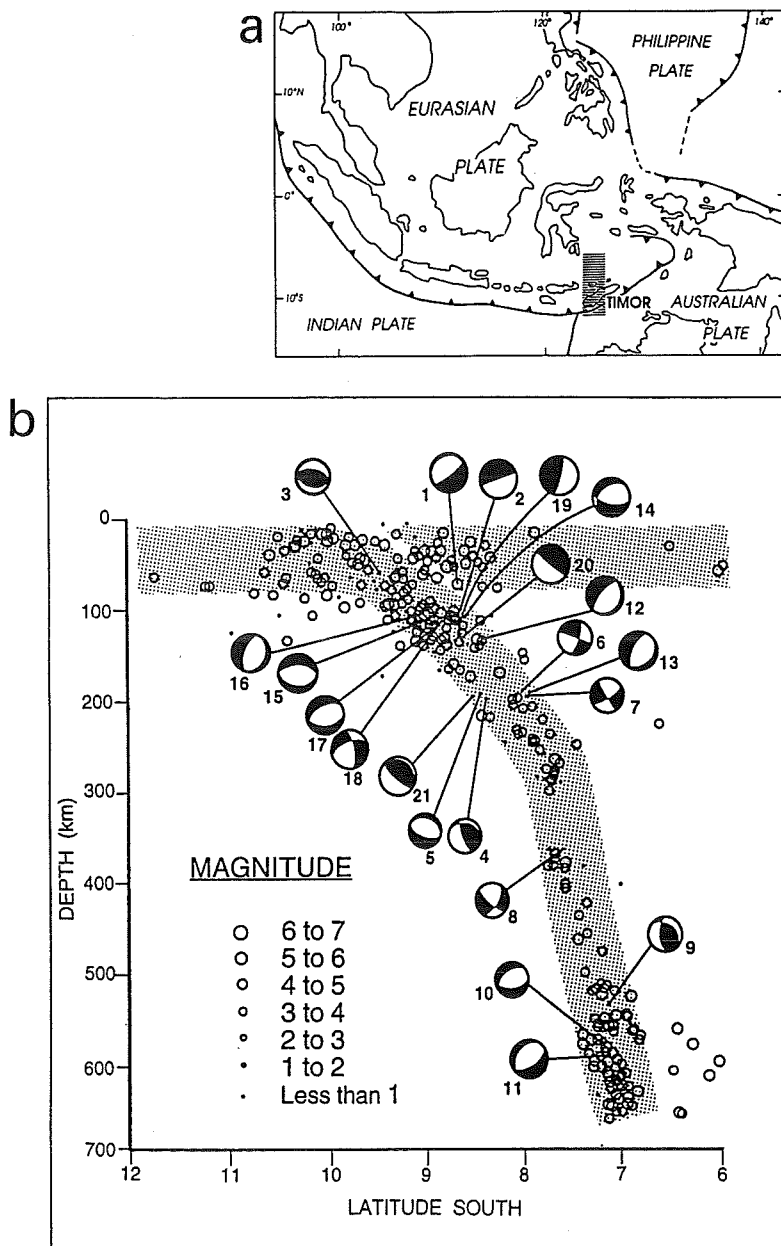 a
100°
120°
140°
PHILIPPINE
PLATE
10°N
EURASIAN
PLATE
0°
10°S
TIMOR
AUSTRALIAN
PLATE
INDIAN PLATE
b
3
1
2
19
14
20
12
6
13
7
16
15
17
18
21
5
4
8
9
10
11
0
100
200
300
400
500
600
700
DEPTH (km)
MAGNITUDE
6 to 7
5 to 6
4 to 5
3 to 4
2 to 3
1 to 2
Less than 1
12
11
10
9
8
7
6
LATITUDE SOUTH